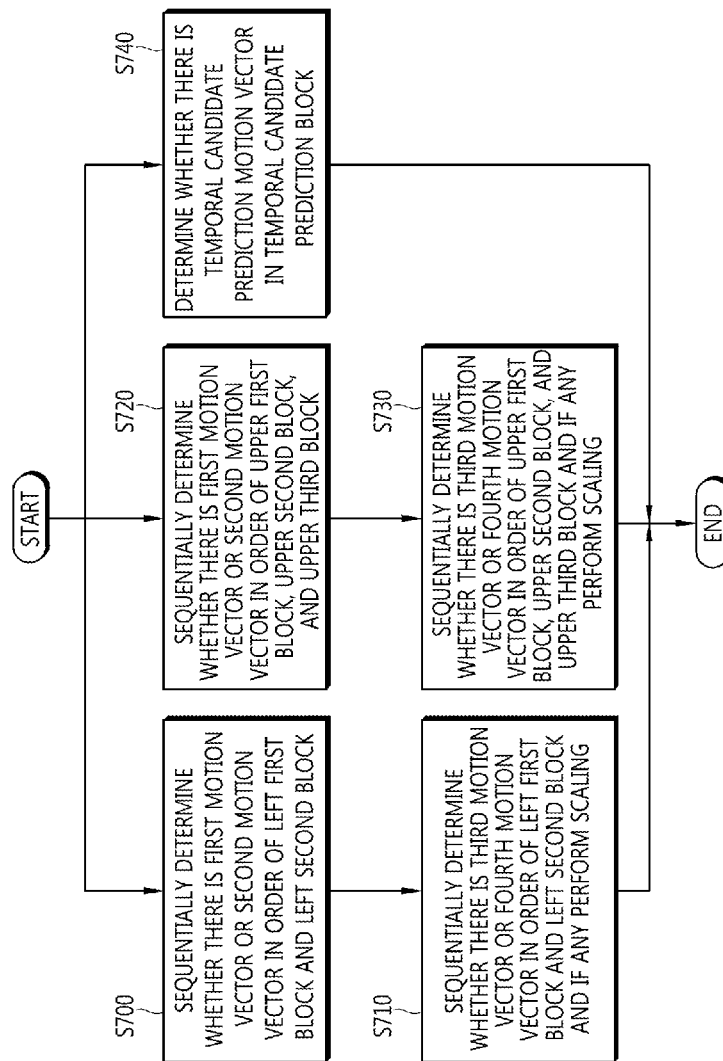 START
S700
SEQUENTIALLY DETERMINE
WHETHER THERE IS FIRST MOTION
VECTOR OR SECOND MOTION
VECTOR IN ORDER OF LEFT FIRST
BLOCK AND LEFT SECOND BLOCK
S720
SEQUENTIALLY DETERMINE
WHETHER THERE IS FIRST MOTION
VECTOR OR SECOND MOTION
VECTOR IN ORDER OF UPPER FIRST
BLOCK, UPPER SECOND BLOCK,
AND UPPER THIRD BLOCK
S740
DETERMINE WHETHER THERE IS
TEMPORAL CANDIDATE
PREDICTION MOTION VECTOR
IN TEMPORAL CANDIDATE
PREDICTION BLOCK
S710
SEQUENTIALLY DETERMINE
WHETHER THERE IS THIRD MOTION
VECTOR OR FOURTH MOTION
VECTOR IN ORDER OF LEFT FIRST
BLOCK AND LEFT SECOND BLOCK
AND IF ANY PERFORM SCALING
S730
SEQUENTIALLY DETERMINE
WHETHER THERE IS THIRD MOTION
VECTOR OR FOURTH MOTION
VECTOR IN ORDER OF UPPER FIRST
BLOCK, UPPER SECOND BLOCK, AND
UPPER THIRD BLOCK AND IF ANY
PERFORM SCALING
END